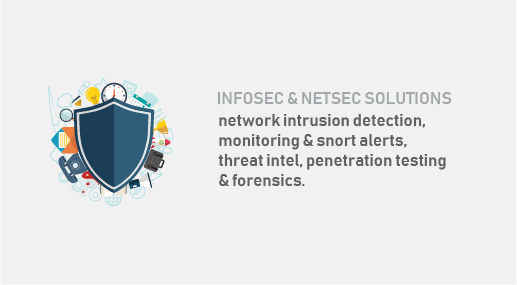 INFOSEC & NETSEC SOLUTIONS
network intrusion detection,
monitoring & snort alerts,
threat intel, penetration testing
& forensics.